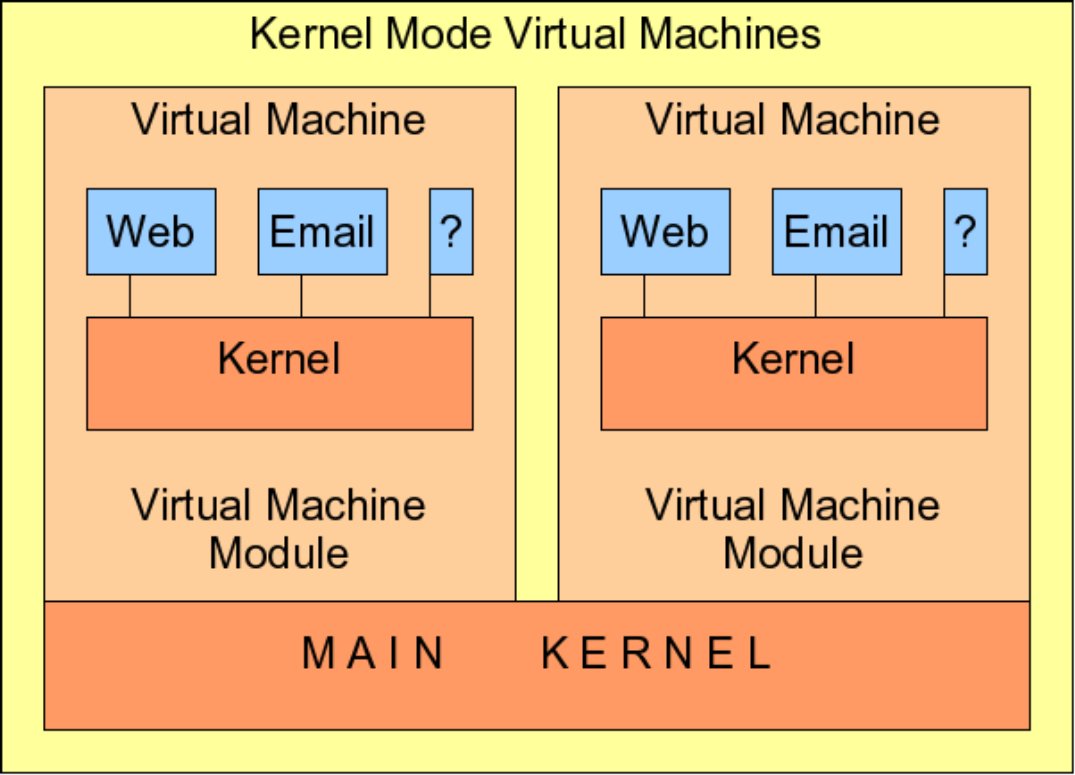 Kernel Mode Virtual Machines
Virtual Machine
Web
Email
?
Kernel
Virtual Machine
Module
Virtual Machine
Web
Email
?
Kernel
Virtual Machine
Module
MAIN KERNEL